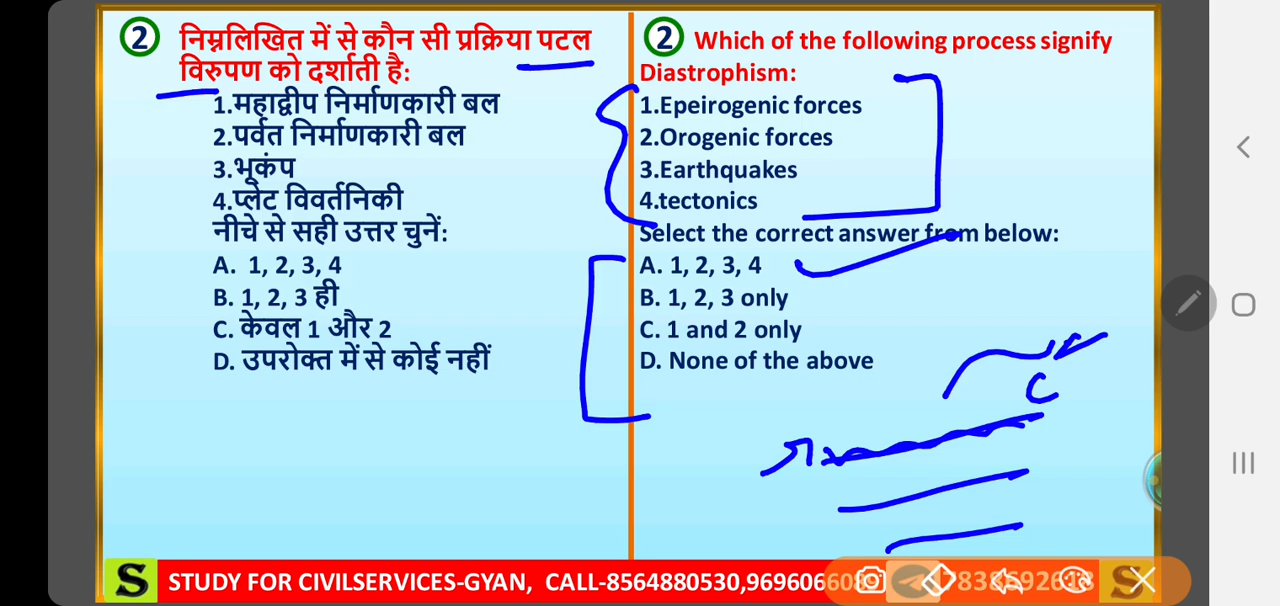 2 निम्नलिखित में से कौन सी प्रक्रिया पटल
विरुपण को दर्शाती है:
1.महाद्वीप निर्माणकारी बल
2.पर्वत निर्माणकारी बल
3.भूकंप
4.प्लेट विवर्तनिकी
नीचे से सही उत्तर चुनें:
A. 1, 2, 3, 4
B. 1, 2, 3 ही
C. केवल 1 और 2
D. उपरोक्त में से कोई नहीं
2 Which of the following process signify
Diastrophism:
1.Epeirogenic forces
2.Orogenic forces
3.Earthquakes
4.tectonics
Select the correct answer from below:
A. 1, 2, 3, 4
B. 1, 2, 3 only
C. 1 and 2 only
D. None of the above
C
S STUDY FOR CIVILSERVICES-GYAN, CALL-8564880530, S